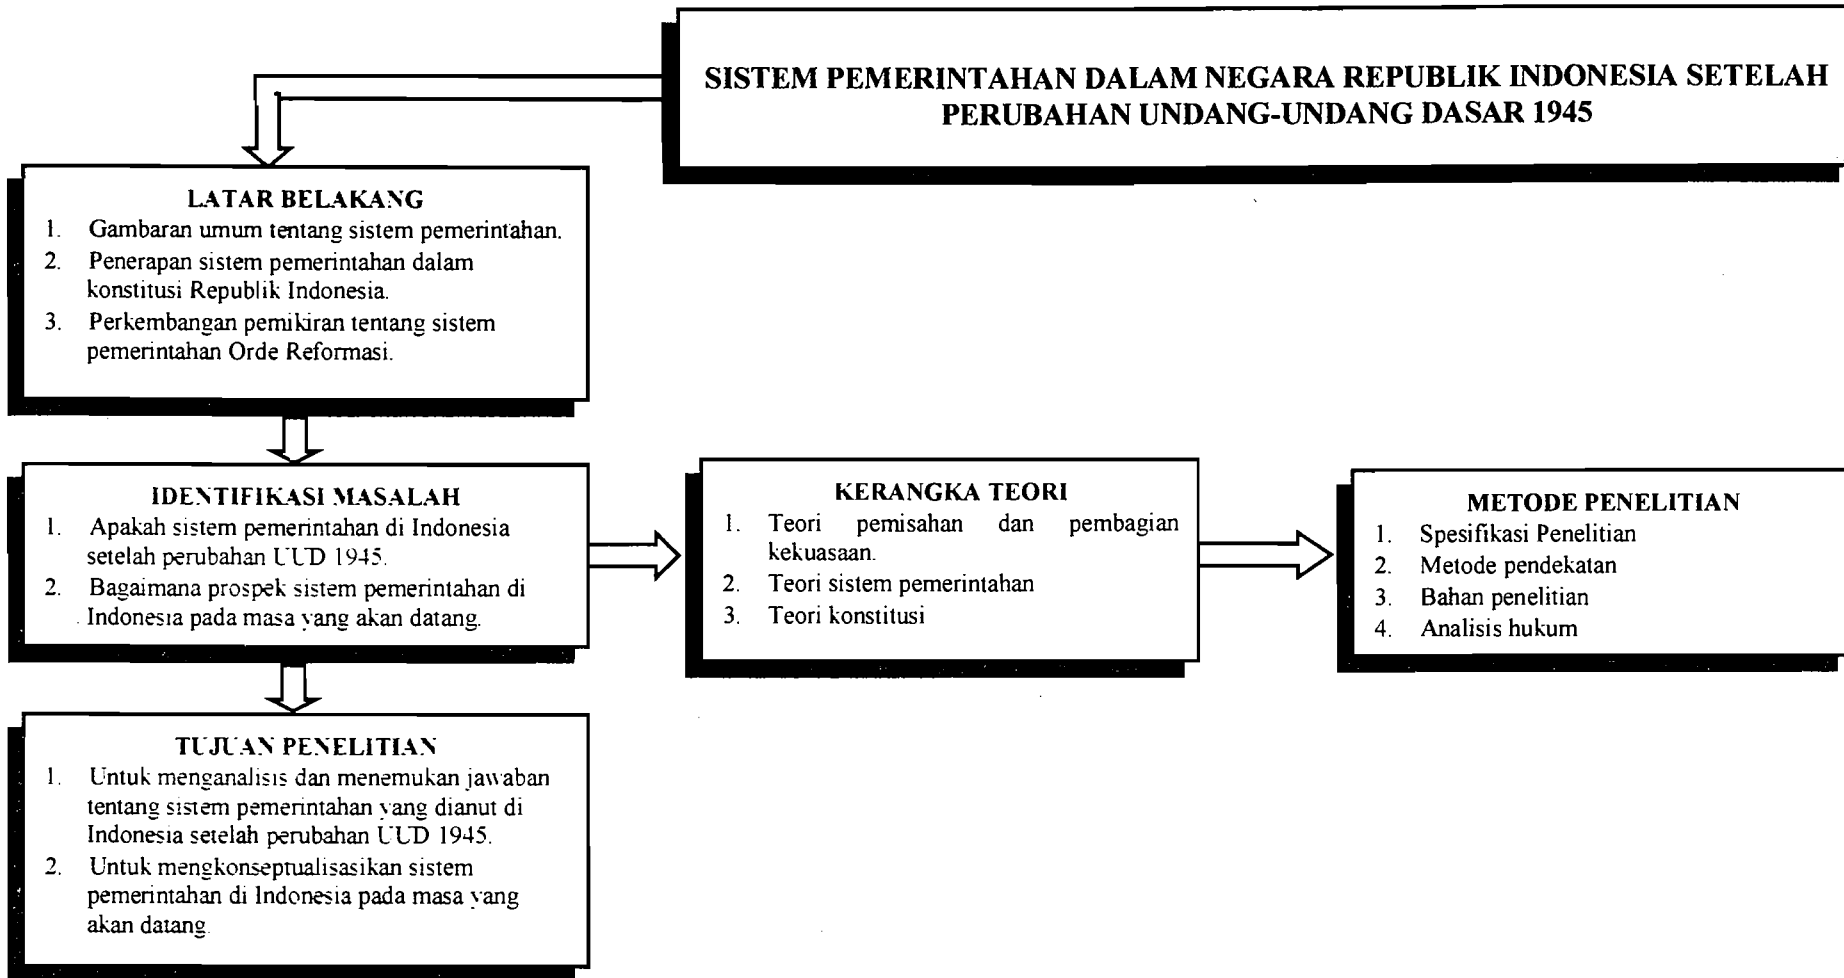 SISTEM PEMERINTAHAN DALAM NEGARA REPUBLIK INDONESIA SETELAH
PERUBAHAN UNDANG-UNDANG DASAR 1945
LATAR BELAKANG
1. Gambaran umum tentang sistem pemerintahan.
2. Penerapan sistem pemerintahan dalam
konstitusi Republik Indonesia.
3. Perkembangan pemikiran tentang sistem
pemerintahan Orde Reformasi.
IDENTIFIKASI MASALAH
1. Apakah sistem pemerintahan di Indonesia
setelah perubahan UUD 1945.
2. Bagaimana prospek sistem pemerintahan di
Indonesia pada masa yang akan datang.
KERANGKA TEORI
1. Teori pemisahan dan pembagian
kekuasaan.
2. Teori sistem pemerintahan
3. Teori konstitusi
METODE PENELITIAN
1. Spesifikasi Penelitian
2. Metode pendekatan
3. Bahan penelitian
4. Analisis hukum
TUJUAN PENELITIAN
1. Untuk menganalisis dan menemukan jawaban
tentang sistem pemerintahan yang dianut di
Indonesia setelah perubahan UUD 1945.
2. Untuk mengkonseptualisasikan sistem
pemerintahan di Indonesia pada masa yang
akan datang.